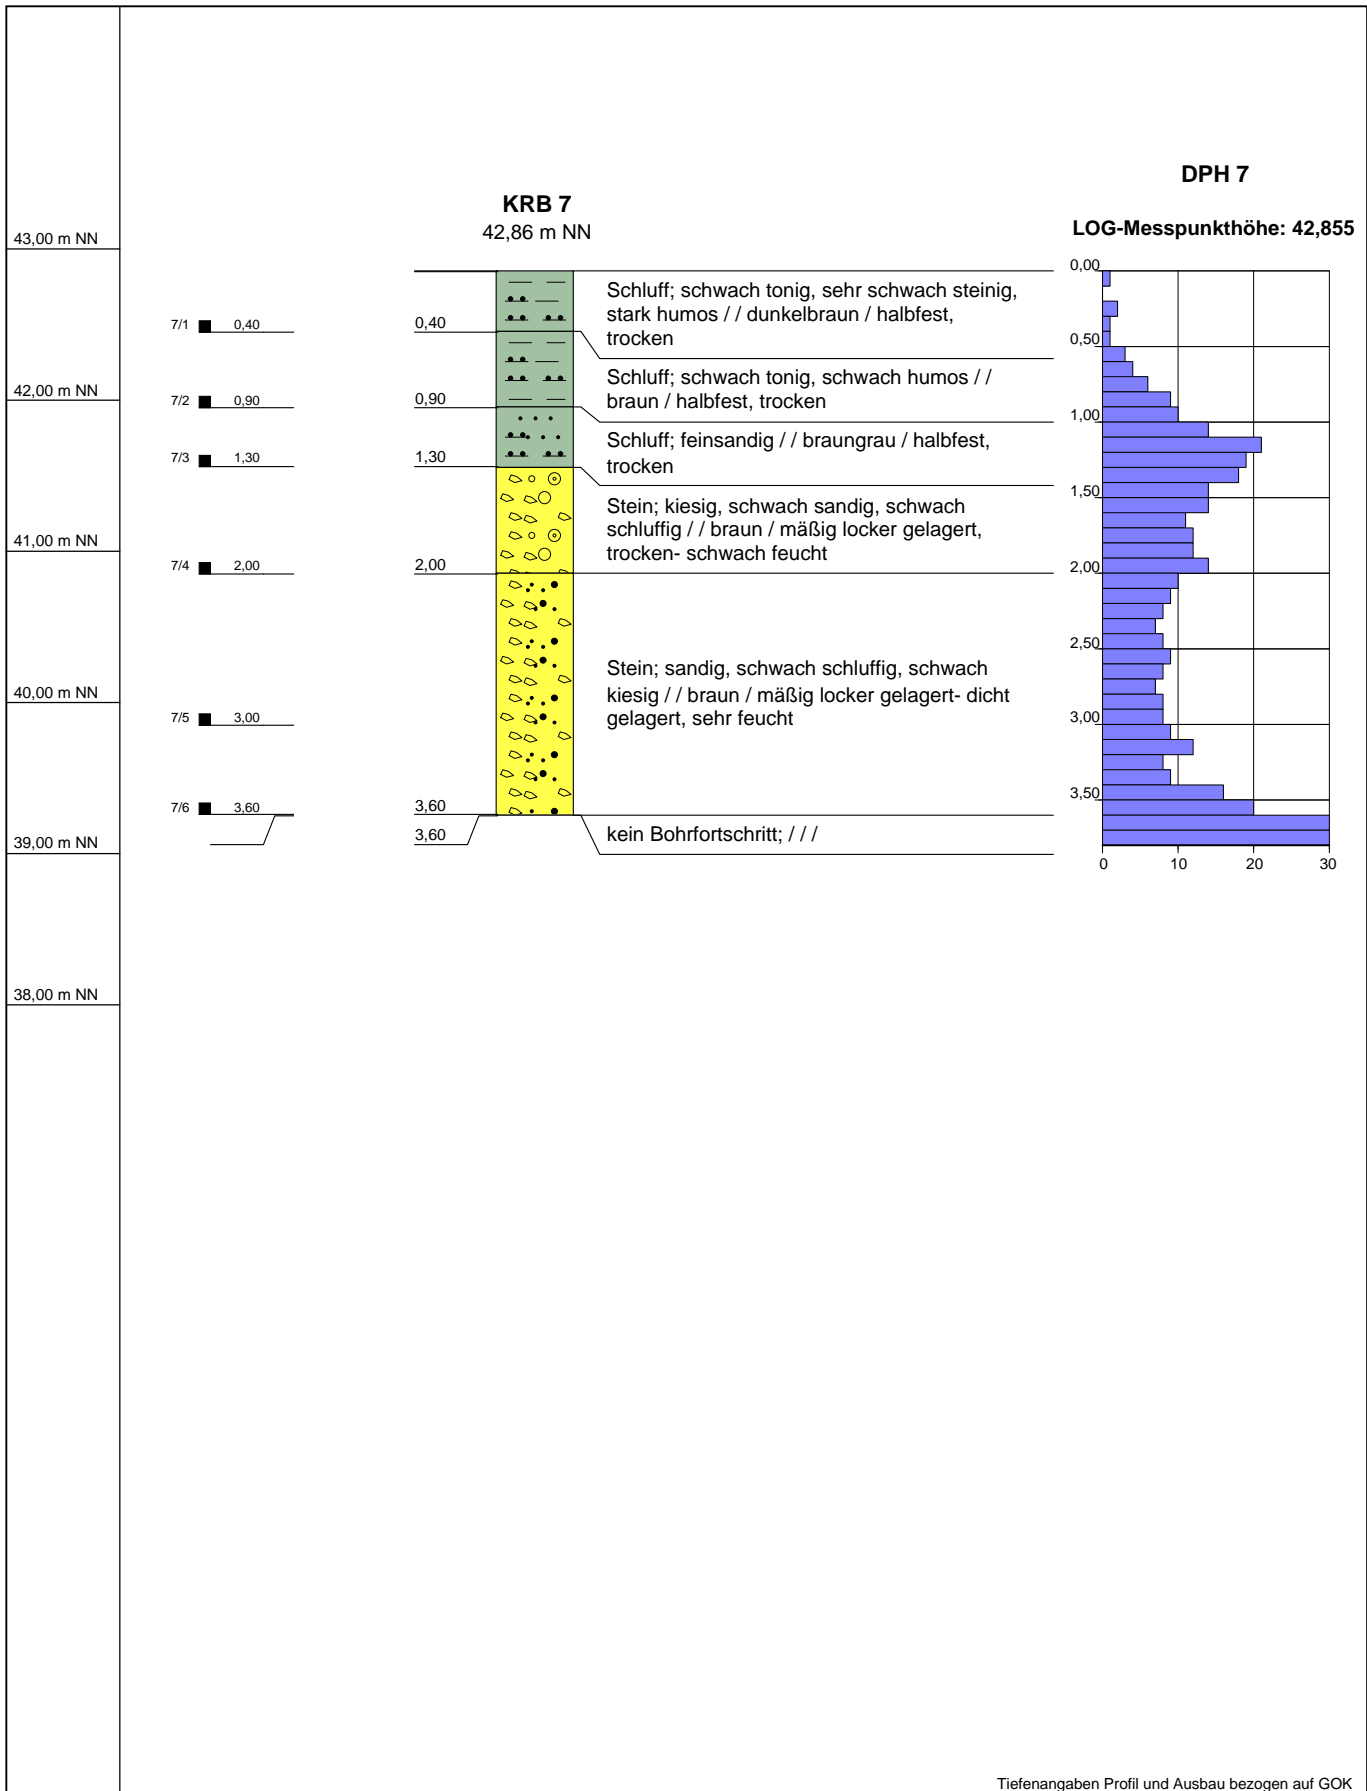 DPH 7
KRB 7
42,86 m NN
LOG-Messpunkthöhe: 42,855
43,00 m NN
42,00 m NN
41,00 m NN
40,00 m NN
39,00 m NN
38,00 m NN
7/1 0,40
7/2 0,90
7/3 1,30
7/4 2,00
7/5 3,00
7/6 3,60
0,40
0,90
1,30
2,00
3,60
3,60
Schluff; schwach tonig, sehr schwach steinig,
stark humos / / dunkelbraun / halbfest,
trocken
Schluff; schwach tonig, schwach humos / /
braun / halbfest, trocken
Schluff; feinsandig / / braungrau / halbfest,
trocken
Stein; kiesig, schwach sandig, schwach
schluffig / / braun / mäßig locker gelagert,
trocken- schwach feucht
Stein; sandig, schwach schluffig, schwach
kiesig / / braun / mäßig locker gelagert- dicht
gelagert, sehr feucht
kein Bohrfortschritt; / / /
0,00
0,50
1,00
1,50
2,00
2,50
3,00
3,50
0 10 20 30
Tiefenangaben Profil und Ausbau bezogen auf GOK